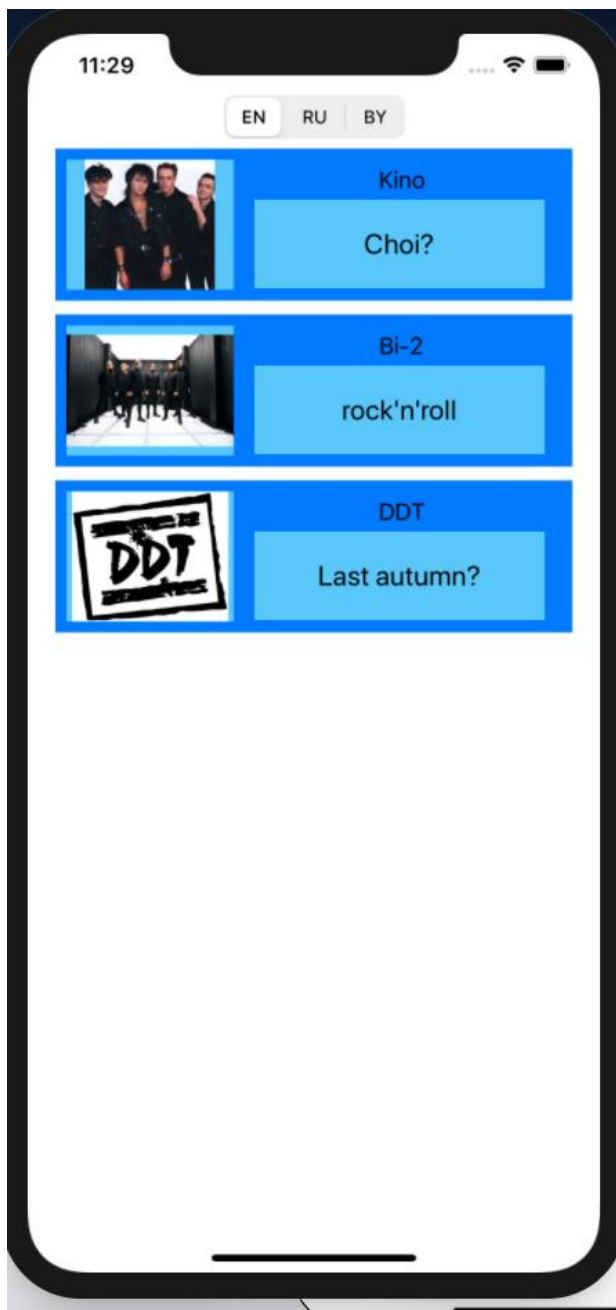 11:29
EN RU BY
Kino
Choi?
Bi-2
rock'n'roll
DDT
DDT
Last autumn?